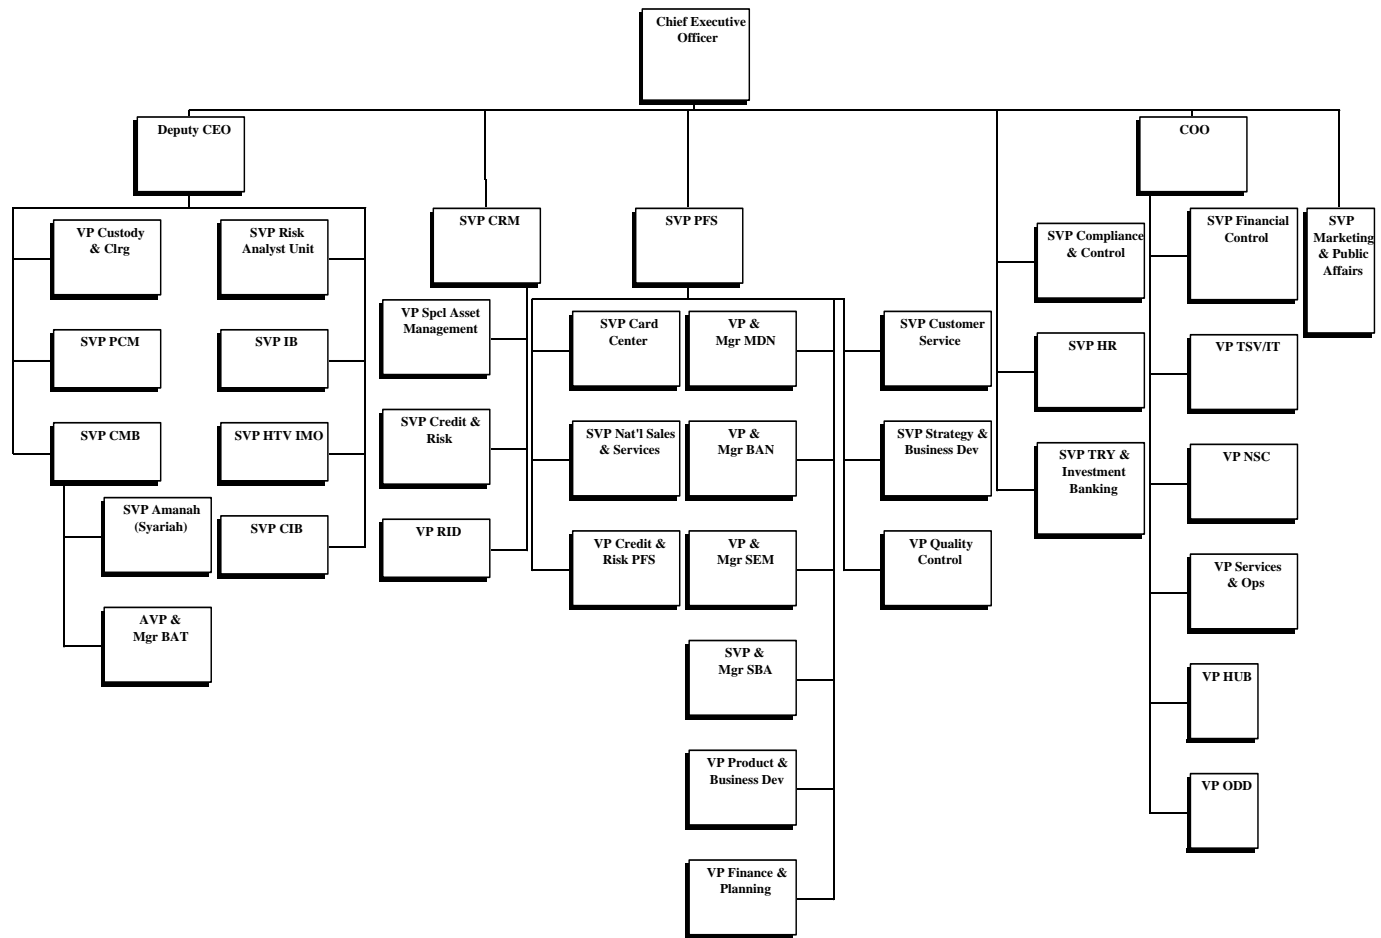 Chief Executive
Officer
Deputy CEO
COO
SVP CRM
SVP PFS
SVP
Marketing
& Public
Affairs
VP Custody
& Clrg
SVP Risk
Analyst Unit
SVP PCM
SVP IB
SVP CMB
SVP HTV IMO
SVP Amanah
(Syariah)
SVP CIB
AVP &
Mgr BAT
VP Spcl Asset
Management
SVP Credit &
Risk
VP RID
SVP Card
Center
VP &
Mgr MDN
SVP Nat'l Sales
& Services
VP &
Mgr BAN
VP Credit &
Risk PFS
VP &
Mgr SEM
SVP &
Mgr SBA
VP Product &
Business Dev
VP Finance &
Planning
SVP Customer
Service
SVP Strategy &
Business Dev
VP Quality
Control
SVP Compliance
& Control
SVP HR
SVP TRY &
Investment
Banking
SVP Financial
Control
VP TSV/IT
VP NSC
VP Services
& Ops
VP HUB
VP ODD